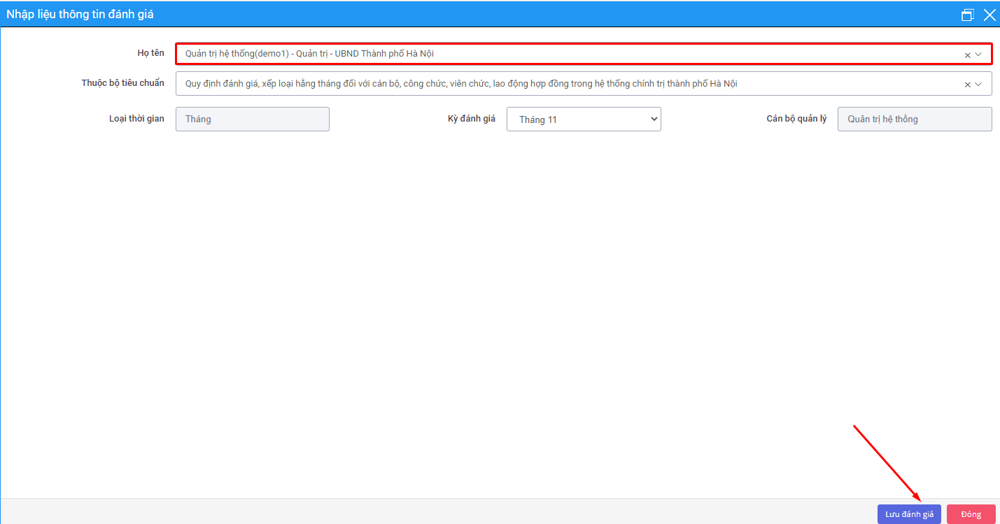 Nhập liệu thông tin đánh giá
Họ tên
Quản trị hệ thống(demo1) - Quản trị - UBND Thành phố Hà Nội
Thuộc bộ tiêu chuẩn
Quy định đánh giá, xếp loại hằng tháng đối với cán bộ, công chức, viên chức, lao động hợp đồng trong hệ thống chính trị thành phố Hà Nội
Loại thời gian
Tháng
Kỳ đánh giá
Tháng 11
Cán bộ quản lý
Quản trị hệ thống
Lưu đánh giá
Đóng